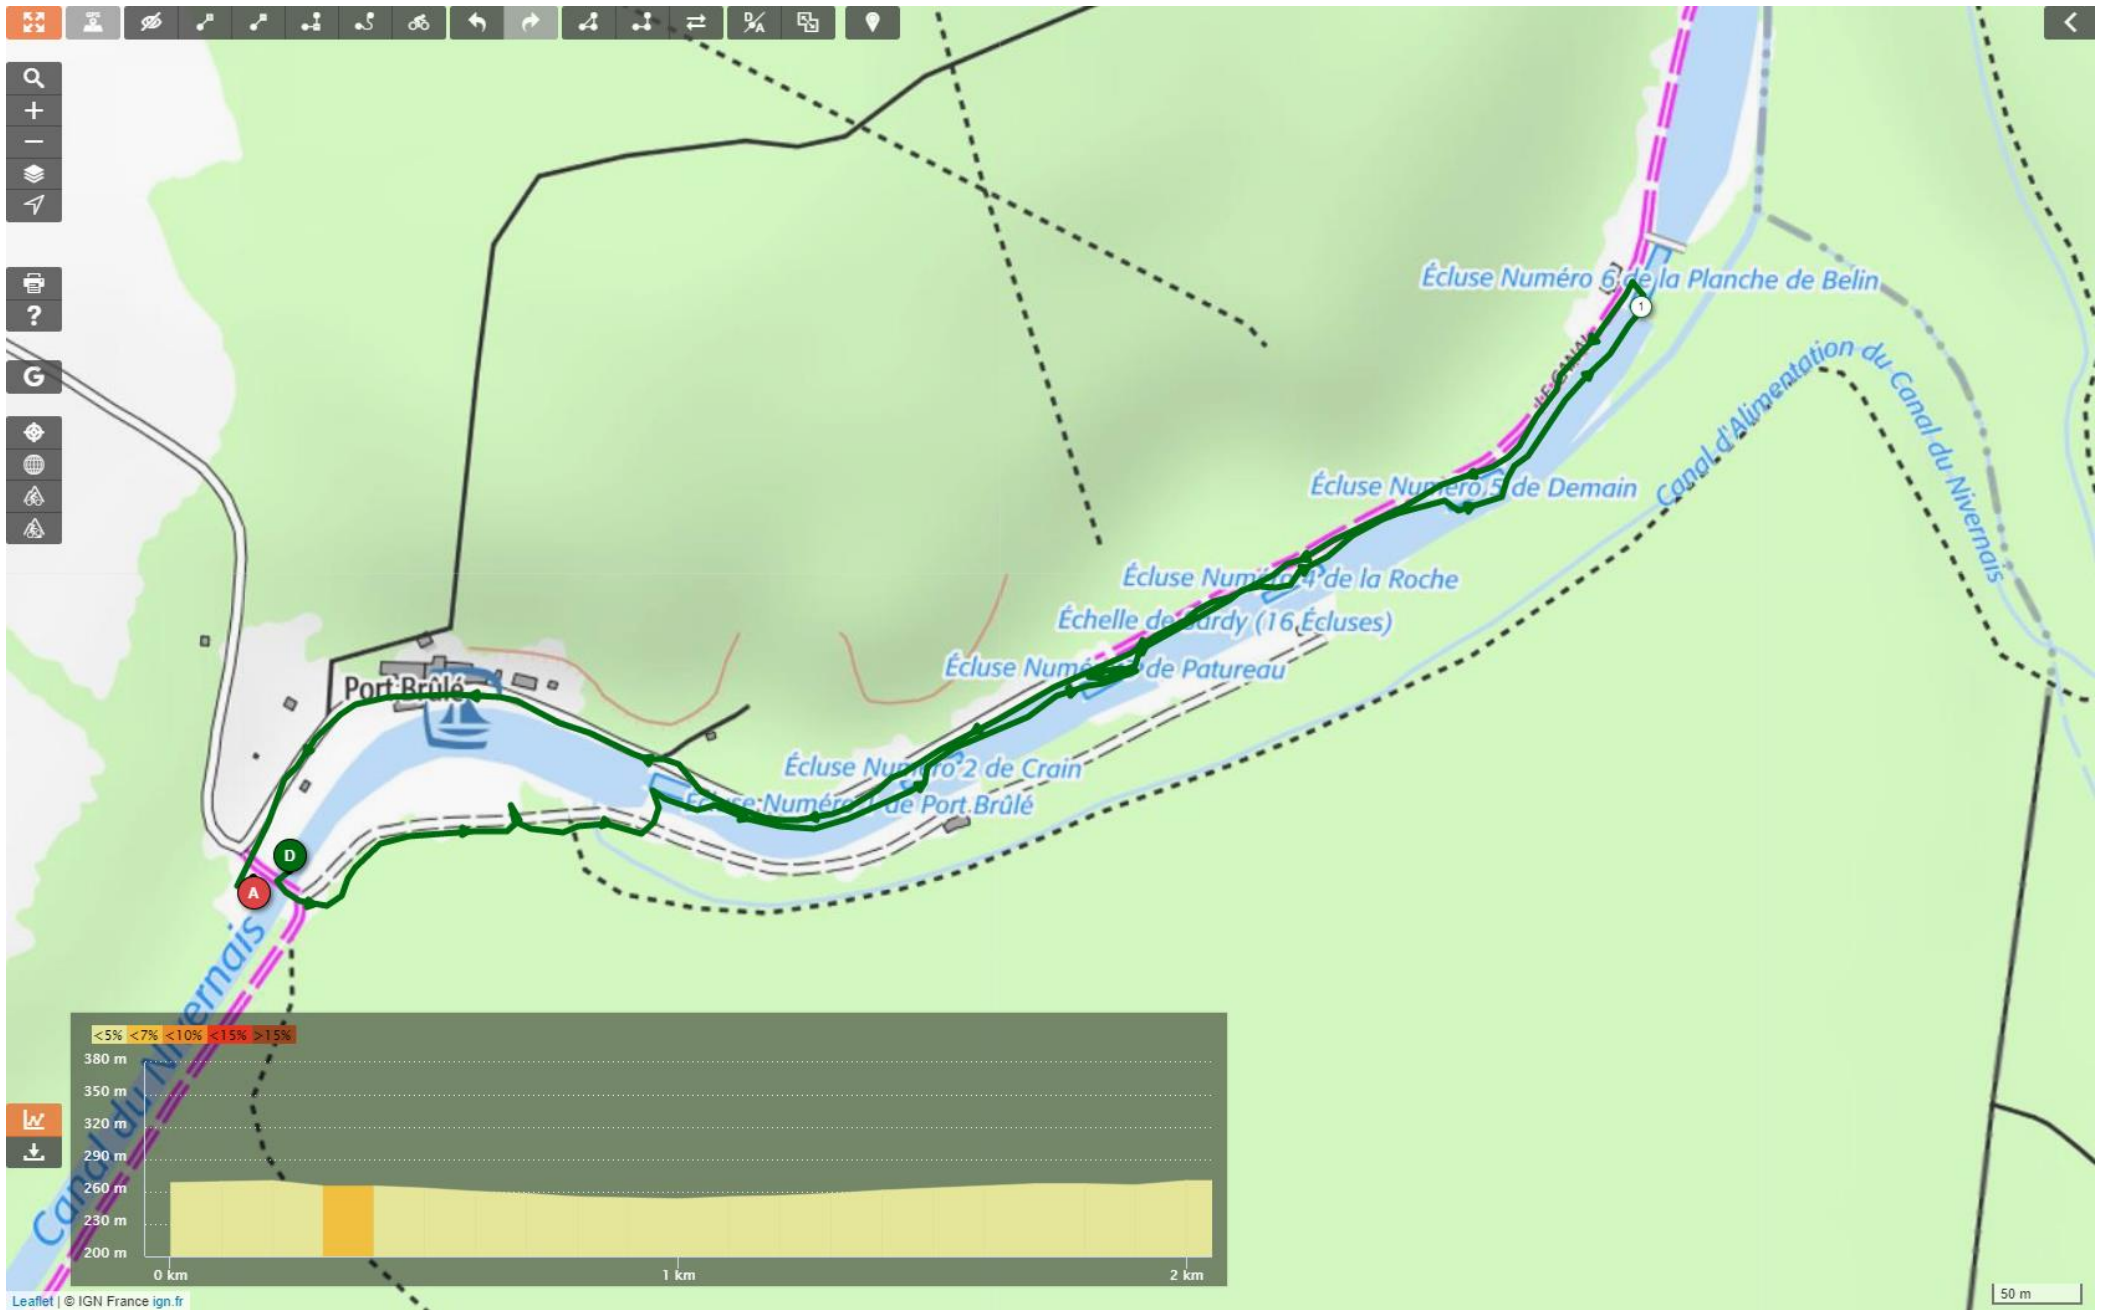 GPS
D/A
Écluse Numéro 6 de la Planche de Belin
1
LE CANAL
Canal d'Alimentation du Canal du Nivernais
G
Écluse Numéro 5 de Demain
Écluse Numéro 4 de la Roche
Échelle de Sardy (16 Écluses)
Port Brûlé
Écluse Numéro de Patureau
Écluse Numéro 2 de Crain
Écluse Numéro 1 de Port Brûlé
D
A
Canal du Nivernais
<5% <7% <10% <15% >15%
380 m
350 m
320 m
290 m
260 m
230 m
200 m
0 km 1 km 2 km
Leaflet | © IGN France ign.fr
50 m